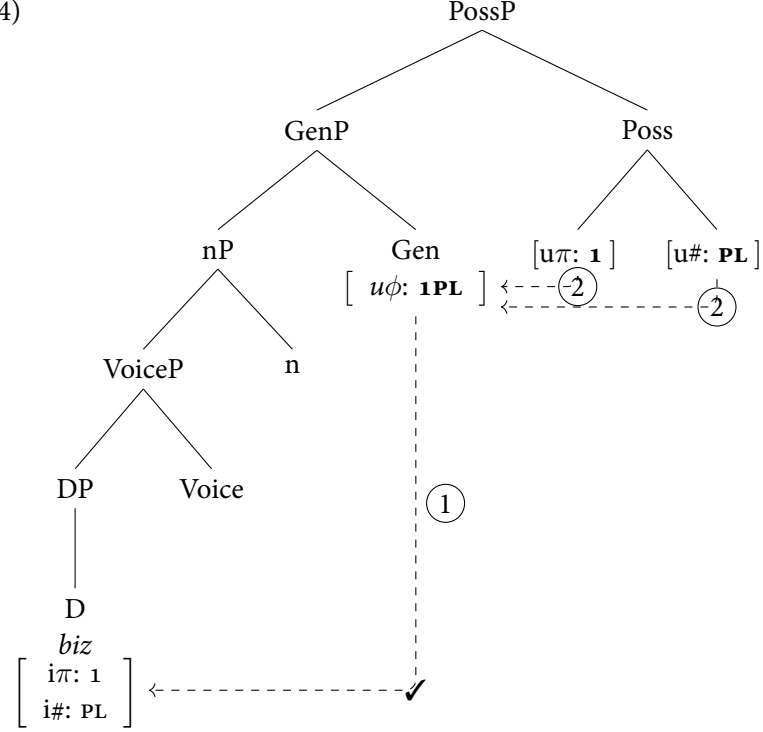 4)
PossP
GenP Poss
nP Gen [uπ: 1 ] [u#: PL ]
[ uϕ: 1PL ] ② ②
VoiceP n
DP Voice
①
D
biz
[ iπ: 1
i#: PL ] ✓